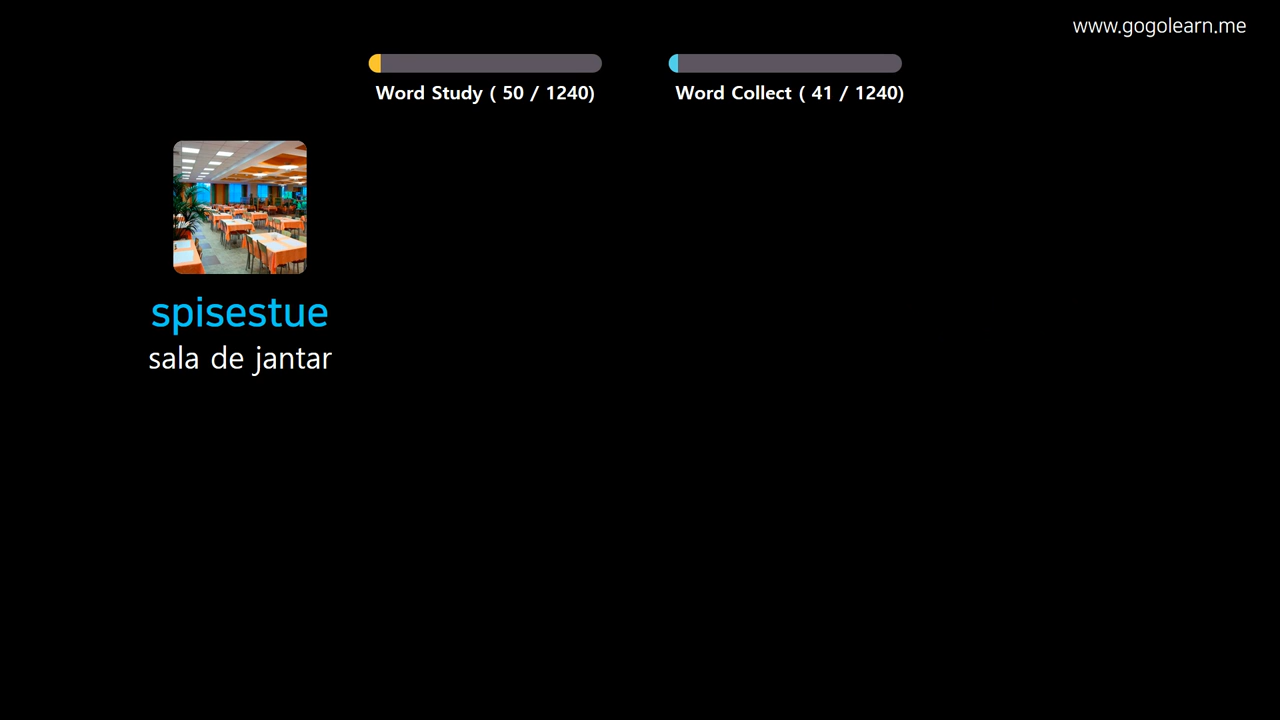 www.gogolearn.me
Word Study ( 50 / 1240)
Word Collect ( 41 / 1240)
spisestue
sala de jantar